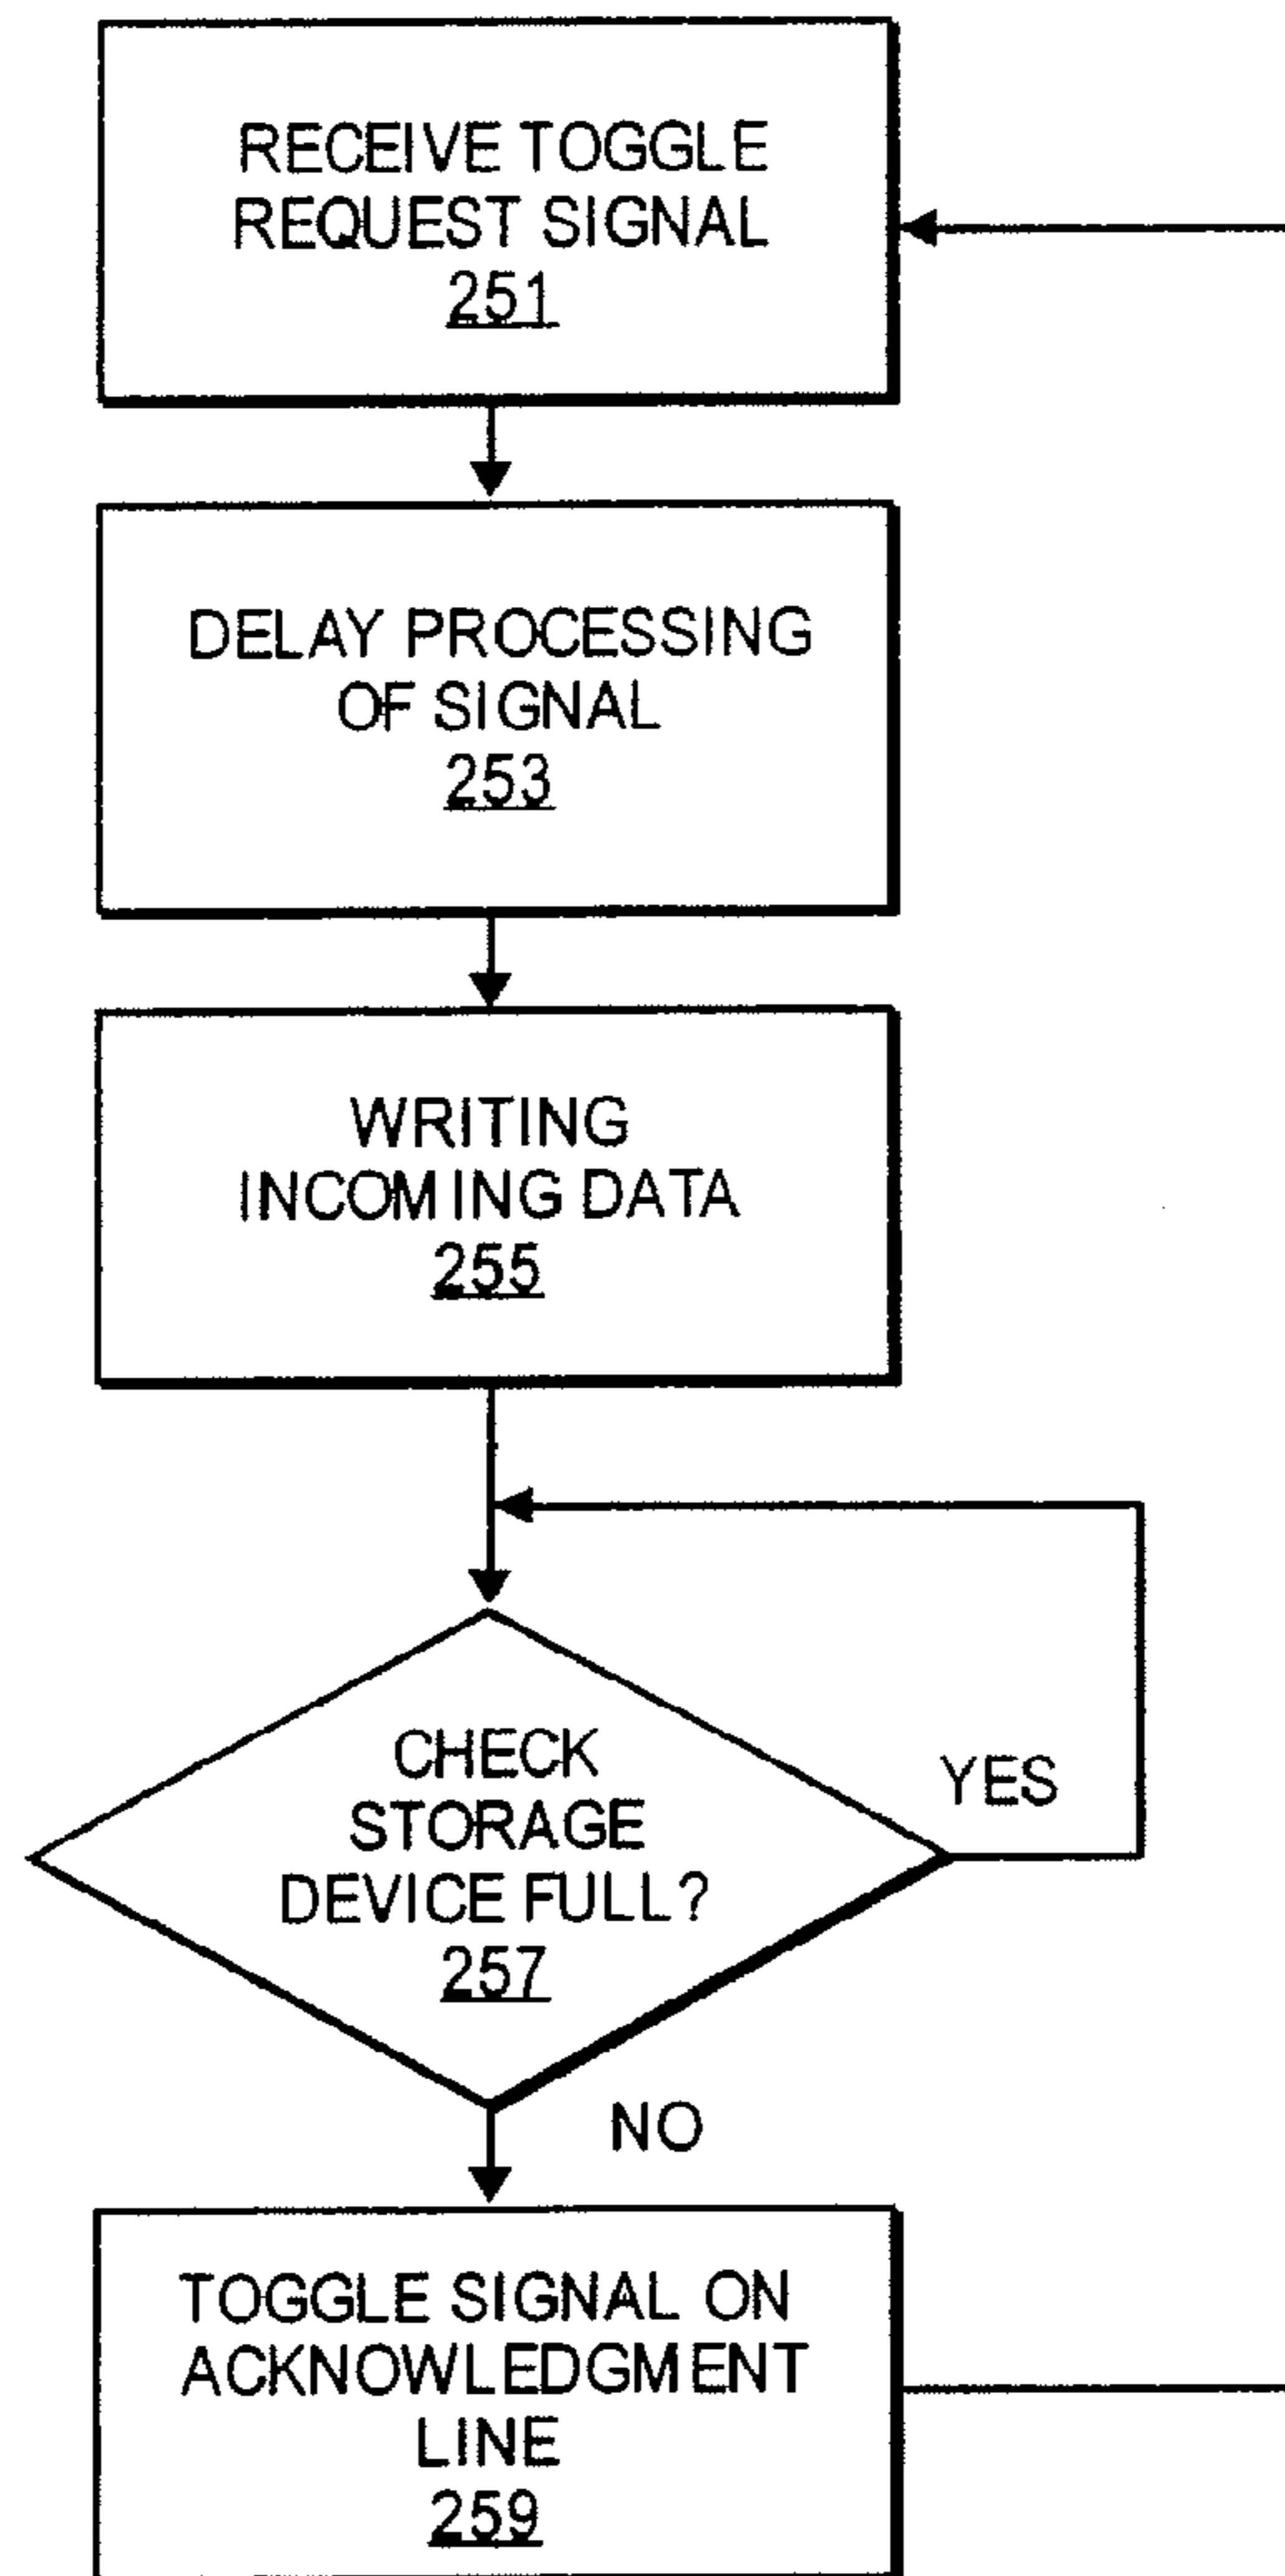 RECEIVE TOGGLE
REQUEST SIGNAL
251
DELAY PROCESSING
OF SIGNAL
253
WRITING
INCOMING DATA
255
CHECK
STORAGE
DEVICE FULL?
257
YES
NO
TOGGLE SIGNAL ON
ACKNOWLEDGMENT
LINE
259